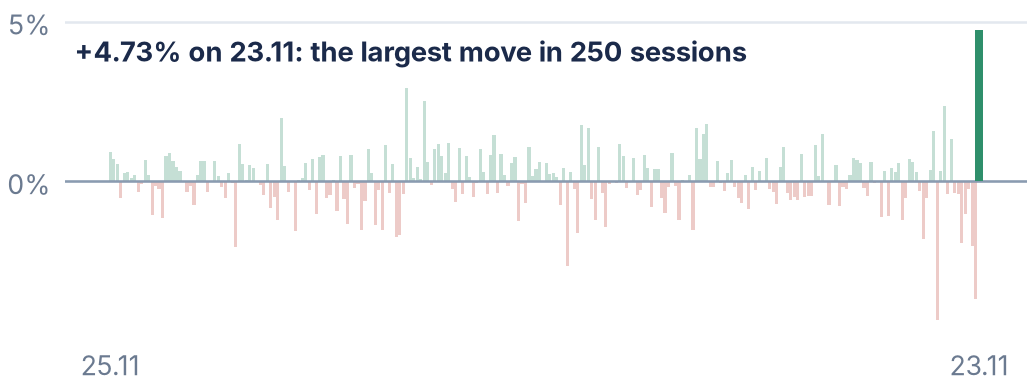 5%
+4.73% on 23.11: the largest move in 250 sessions
0%
25.11
23.11